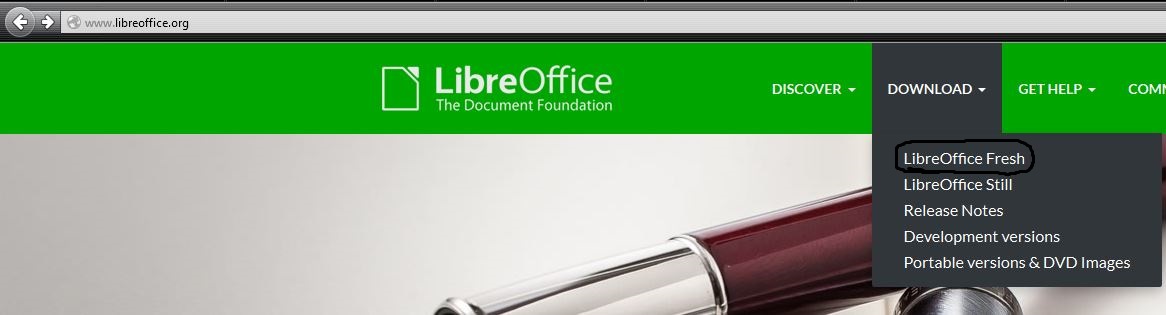 www.libreoffice.org
LibreOffice
The Document Foundation
DISCOVER
DOWNLOAD
GET HELP
COMM
LibreOffice Fresh
LibreOffice Still
Release Notes
Development versions
Portable versions & DVD Images